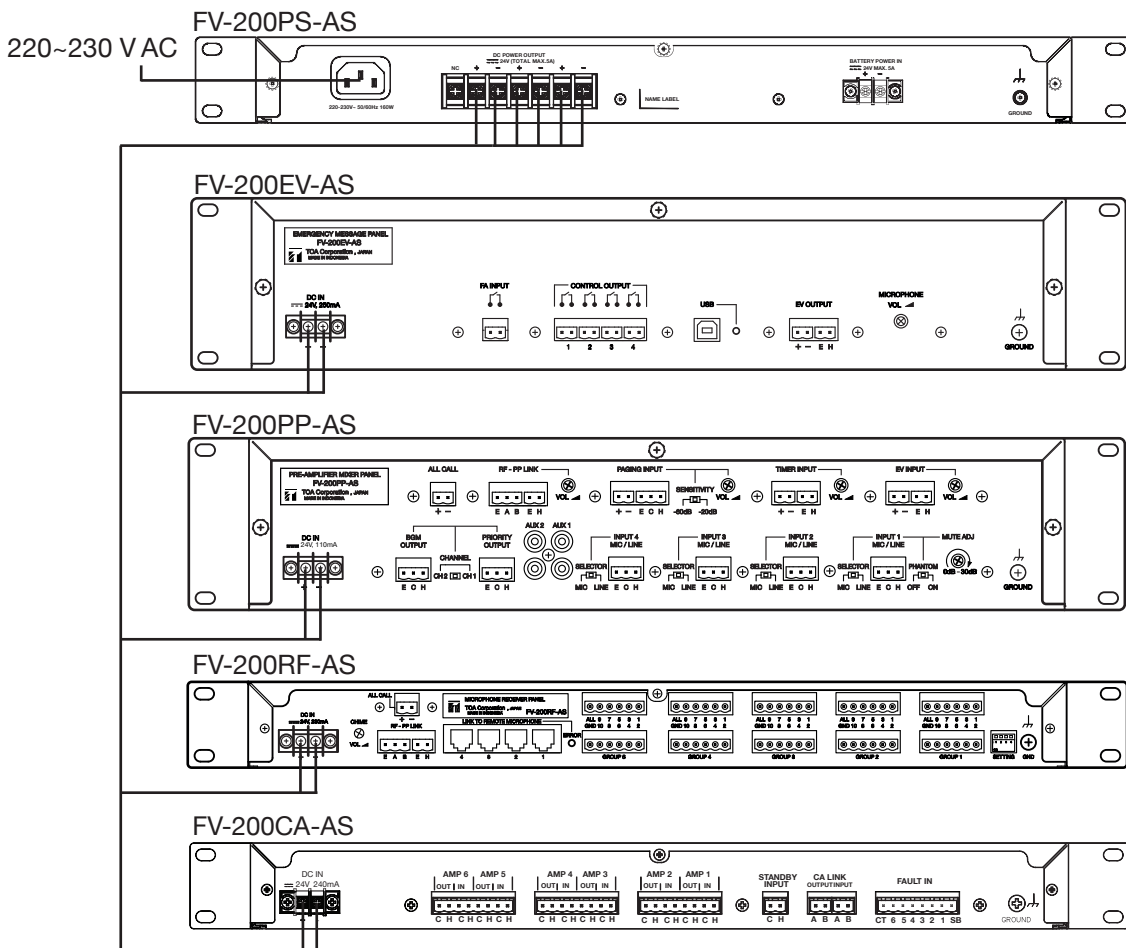 FV-200PS-AS
220~230 V AC
DC POWER OUTPUT
24V (TOTAL MAX.5A)
NC + − + − + −
220-230V~ 50/60Hz 160W
NAME LABEL
BATTERY POWER IN
24V MAX. 5A
+ −
GROUND
FV-200EV-AS
EMERGENCY MESSAGE PANEL
FV-200EV-AS
TOA Corporation , JAPAN
MADE IN INDONESIA
DC IN
24V, 250mA
FA INPUT
CONTROL OUTPUT
1 2 3 4
USB
EV OUTPUT
+ − E H
MICROPHONE
VOL
GROUND
FV-200PP-AS
PRE-AMPLIFIER MIXER PANEL
FV-200PP-AS
TOA Corporation , JAPAN
MADE IN INDONESIA
ALL CALL
+ −
RF - PP LINK
VOL
E A B E H
PAGING INPUT
SENSITIVITY
VOL
+ − E C H
-60dB -20dB
TIMER INPUT
VOL
+ − E H
EV INPUT
VOL
+ − E H
DC IN
24V, 110mA
+ −
BGM
OUTPUT
CHANNEL
CH2 CH1
PRIORITY
OUTPUT
E C H
E C H
AUX 2 AUX 1
INPUT 4
MIC / LINE
SELECTOR
MIC LINE E C H
INPUT 3
MIC / LINE
SELECTOR
MIC LINE E C H
INPUT 2
MIC / LINE
SELECTOR
MIC LINE E C H
INPUT 1
MIC / LINE
SELECTOR
MIC LINE E C H
PHANTOM
OFF ON
MUTE ADJ
0dB -30dB
GROUND
FV-200RF-AS
DC IN
CHIME
VOL
ALL CALL
+ −
RF - PP LINK
E A B E H
MICROPHONE RECEIVER PANEL
TOA Corporation , JAPAN
MADE IN INDONESIA
FV-200RF-AS
LINK TO REMOTE MICROPHONE
ERROR
GROUP 4
GROUP 3
GROUP 2
GROUP 1
SETTING
GND
FV-200CA-AS
DC IN
24V 240mA
AMP 6 AMP 5
OUT IN OUT IN
C H C H C H C H
AMP 4 AMP 3
OUT IN OUT IN
C H C H C H C H
AMP 2 AMP 1
OUT IN OUT IN
C H C H C H C H
STANDBY
INPUT
C H
CA LINK
OUTPUT INPUT
A B A B
FAULT IN
CT 6 5 4 3 2 1 SB
GROUND